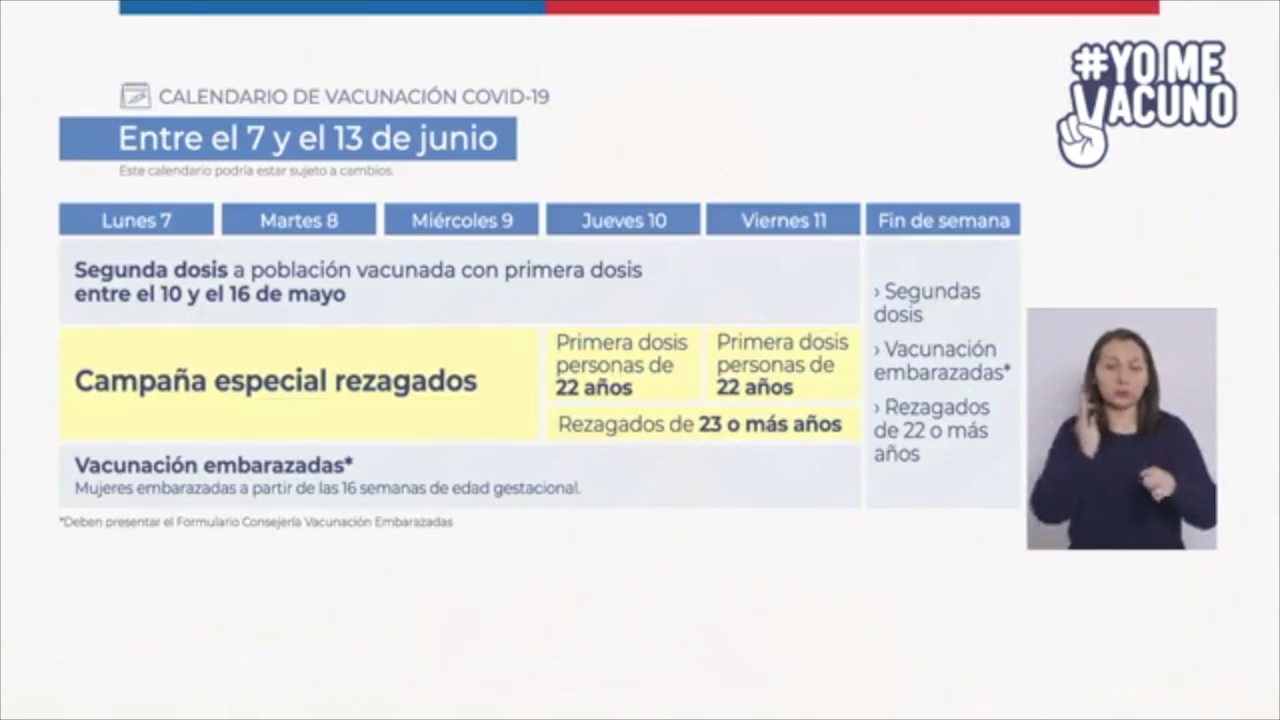 #YO ME
VACUNO
CALENDARIO DE VACUNACIÓN COVID-19
Entre el 7 y el 13 de junio
Este calendario podría estar sujeto a cambios.
Lunes 7
Martes 8
Miércoles 9
Jueves 10
Viernes 11
Fin de semana
Segunda dosis a población vacunada con primera dosis
entre el 10 y el 16 de mayo
Campaña especial rezagados
Primera dosis
personas de
22 años
Primera dosis
personas de
22 años
Rezagados de 23 o más años
Vacunación embarazadas*
Mujeres embarazadas a partir de las 16 semanas de edad gestacional.
› Segundas
dosis
› Vacunación
embarazadas*
› Rezagados
de 22 o más
años
*Deben presentar el Formulario Consejería Vacunación Embarazadas